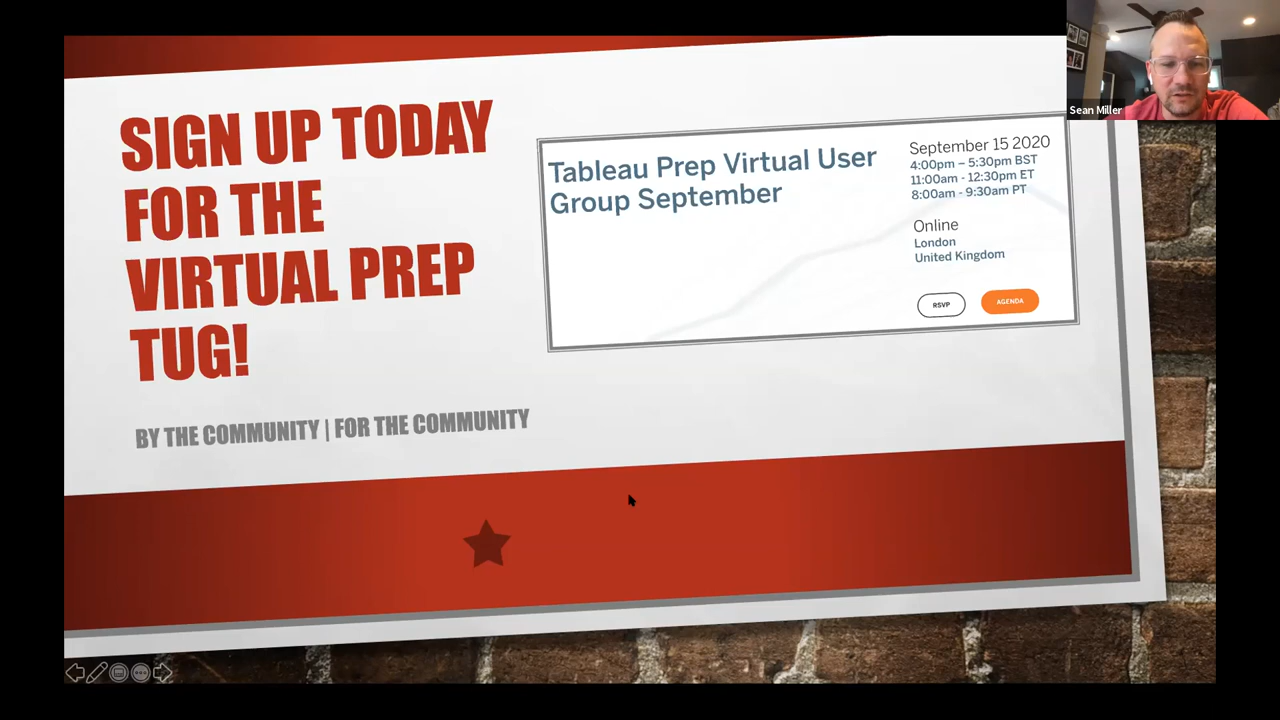 SIGN UP TODAY
FOR THE
VIRTUAL PREP
TUG!
BY THE COMMUNITY | FOR THE COMMUNITY
Tableau Prep Virtual User
Group September
September 15 2020
4:00pm – 5:30pm BST
11:00am - 12:30pm ET
8:00am - 9:30am PT
Online
London
United Kingdom
RSVP
AGENDA
Sean Miller